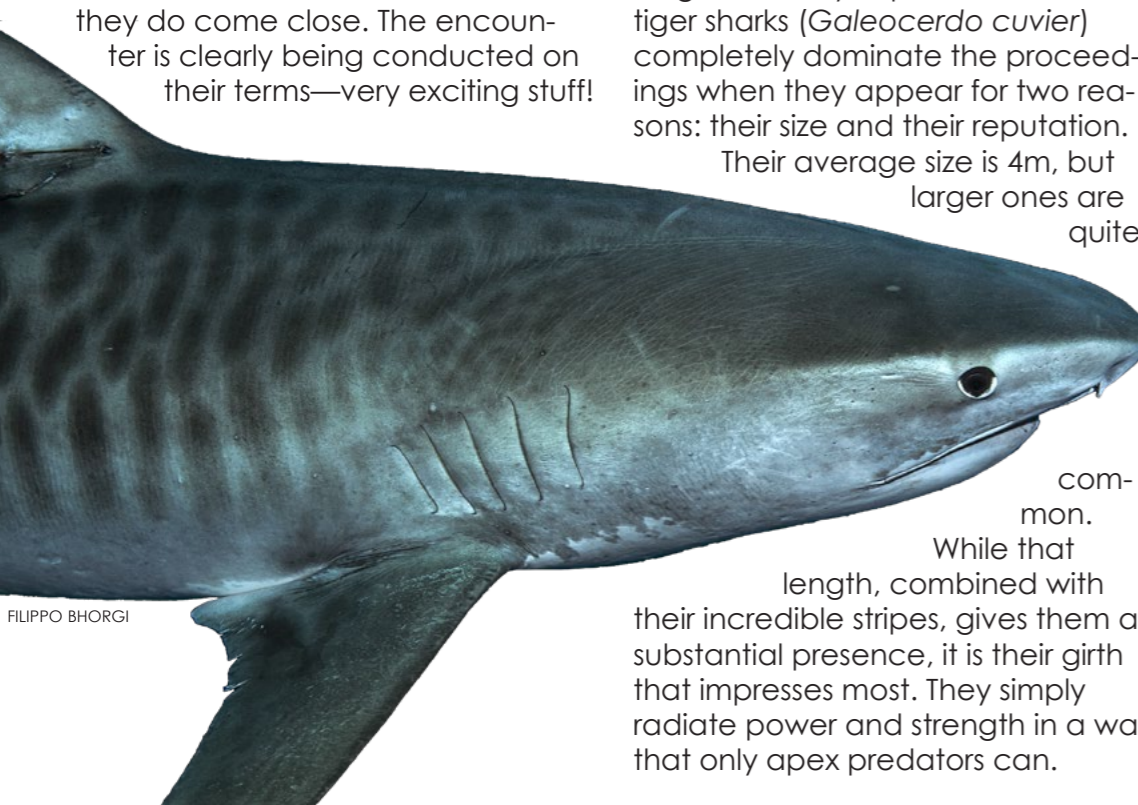 they do come close. The encoun-
ter is clearly being conducted on
their terms—very exciting stuff!
FILIPPO BHORGI
tiger sharks (Galeocerdo cuvier)
completely dominate the proceed-
ings when they appear for two rea-
sons: their size and their reputation.
Their average size is 4m, but
larger ones are
quite
com-
mon.
While that
length, combined with
their incredible stripes, gives them a
substantial presence, it is their girth
that impresses most. They simply
radiate power and strength in a wa
that only apex predators can.